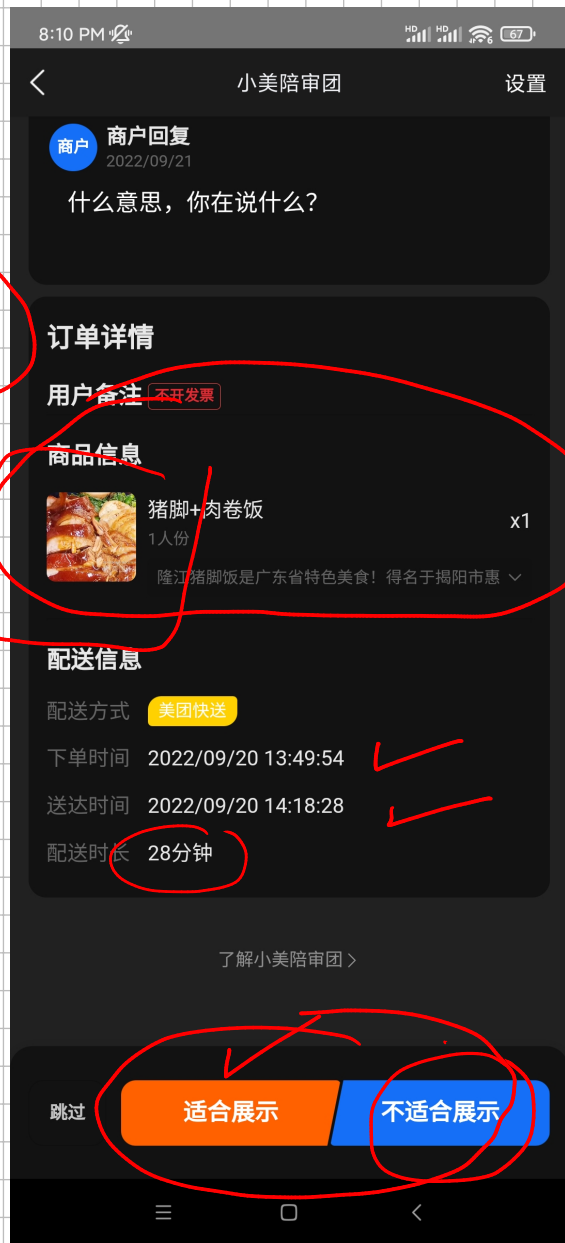 8:10 PM
HD HD 6 67
小美陪审团 设置
商户 商户回复
2022/09/21
什么意思，你在说什么？
订单详情
用户备注 不开发票
商品信息
猪脚+肉卷饭
x1
1人份
隆江猪脚饭是广东省特色美食！得名于揭阳市惠
配送信息
配送方式 美团快送
下单时间 2022/09/20 13:49:54
送达时间 2022/09/20 14:18:28
配送时长 28分钟
了解小美陪审团
跳过 适合展示 不适合展示